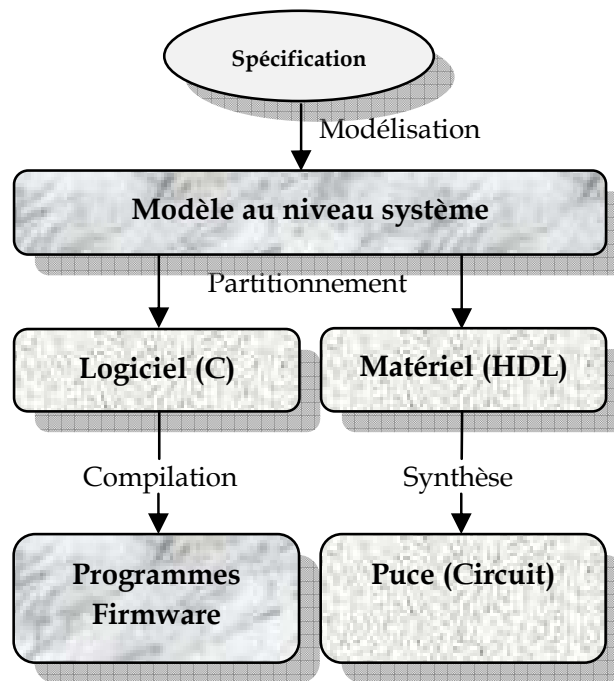 Spécification
Modélisation
Modèle au niveau système
Partitionnement
Logiciel (C)
Matériel (HDL)
Compilation
Synthèse
Programmes
Firmware
Puce (Circuit)